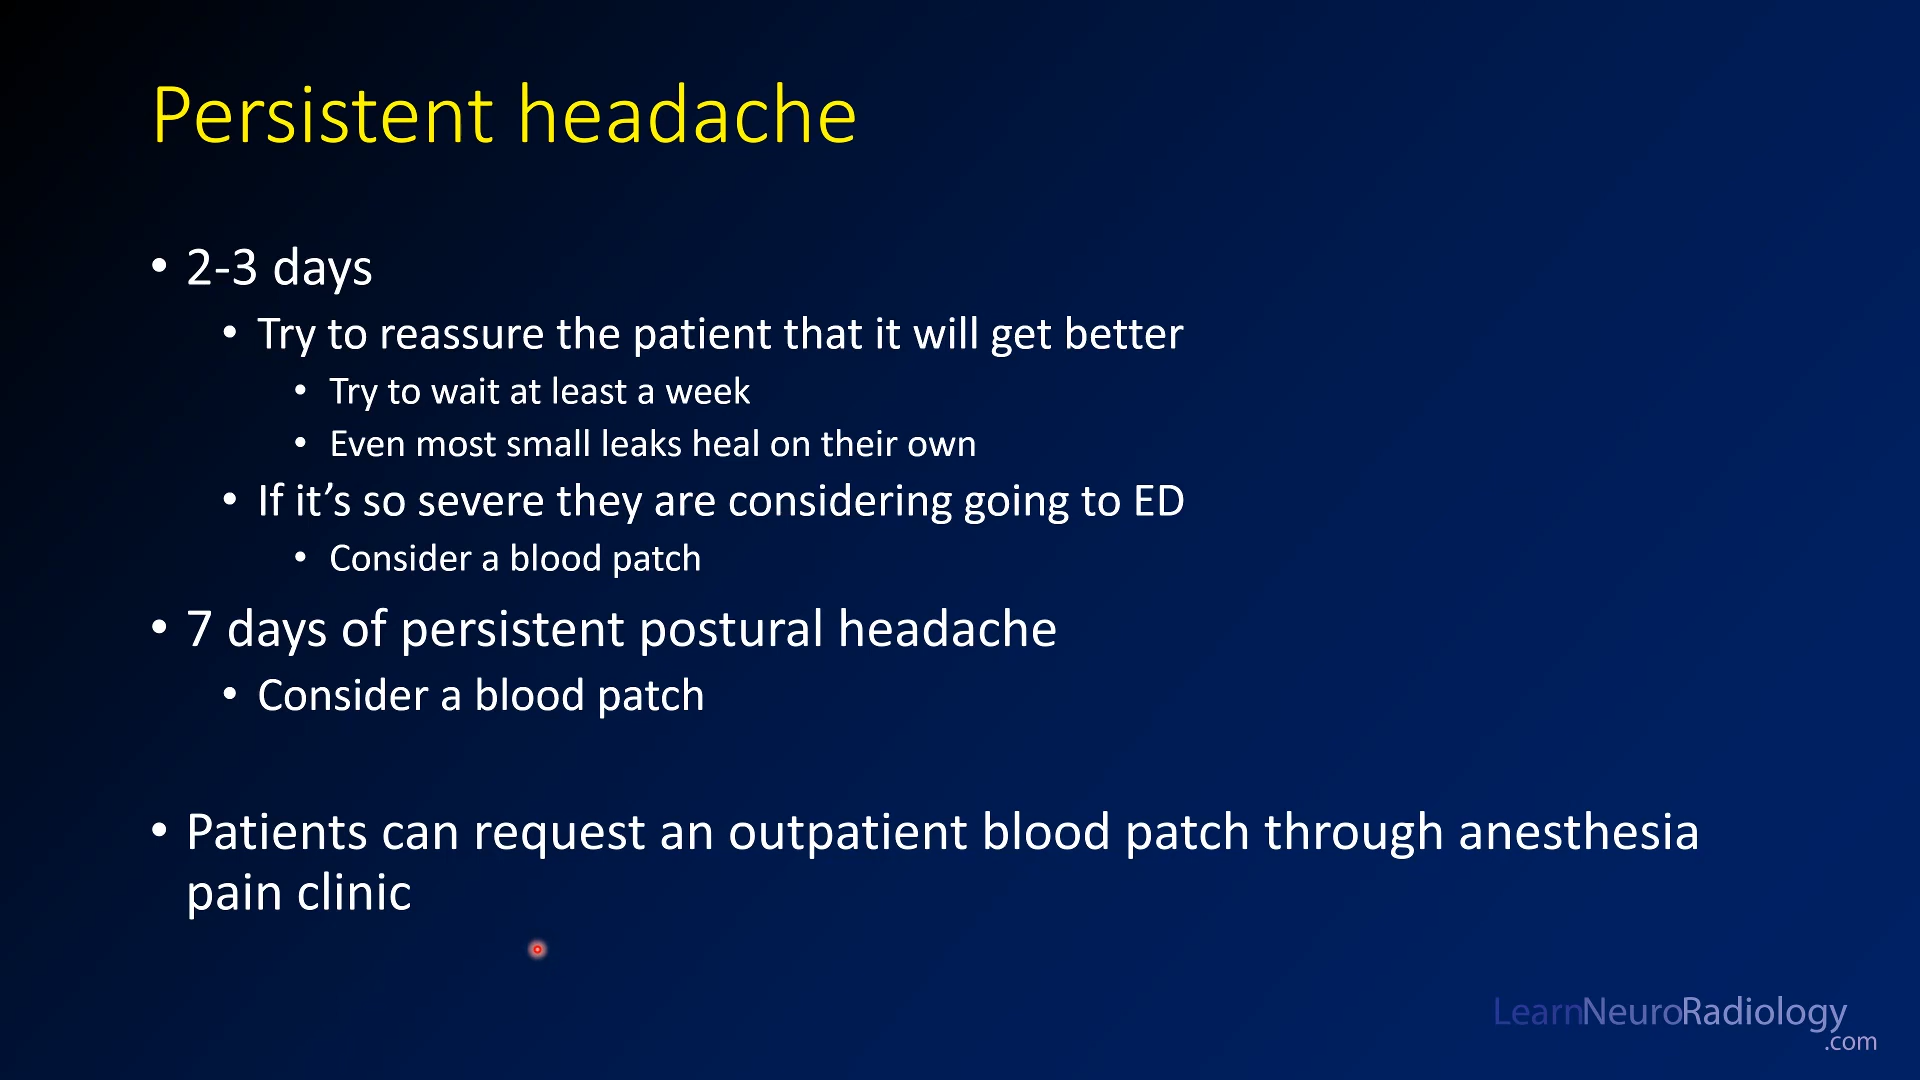 Persistent headache
• 2-3 days
• Try to reassure the patient that it will get better
• Try to wait at least a week
• Even most small leaks heal on their own
• If it’s so severe they are considering going to ED
• Consider a blood patch
• 7 days of persistent postural headache
• Consider a blood patch
• Patients can request an outpatient blood patch through anesthesia
pain clinic
LearnNeuroRadiology
.com